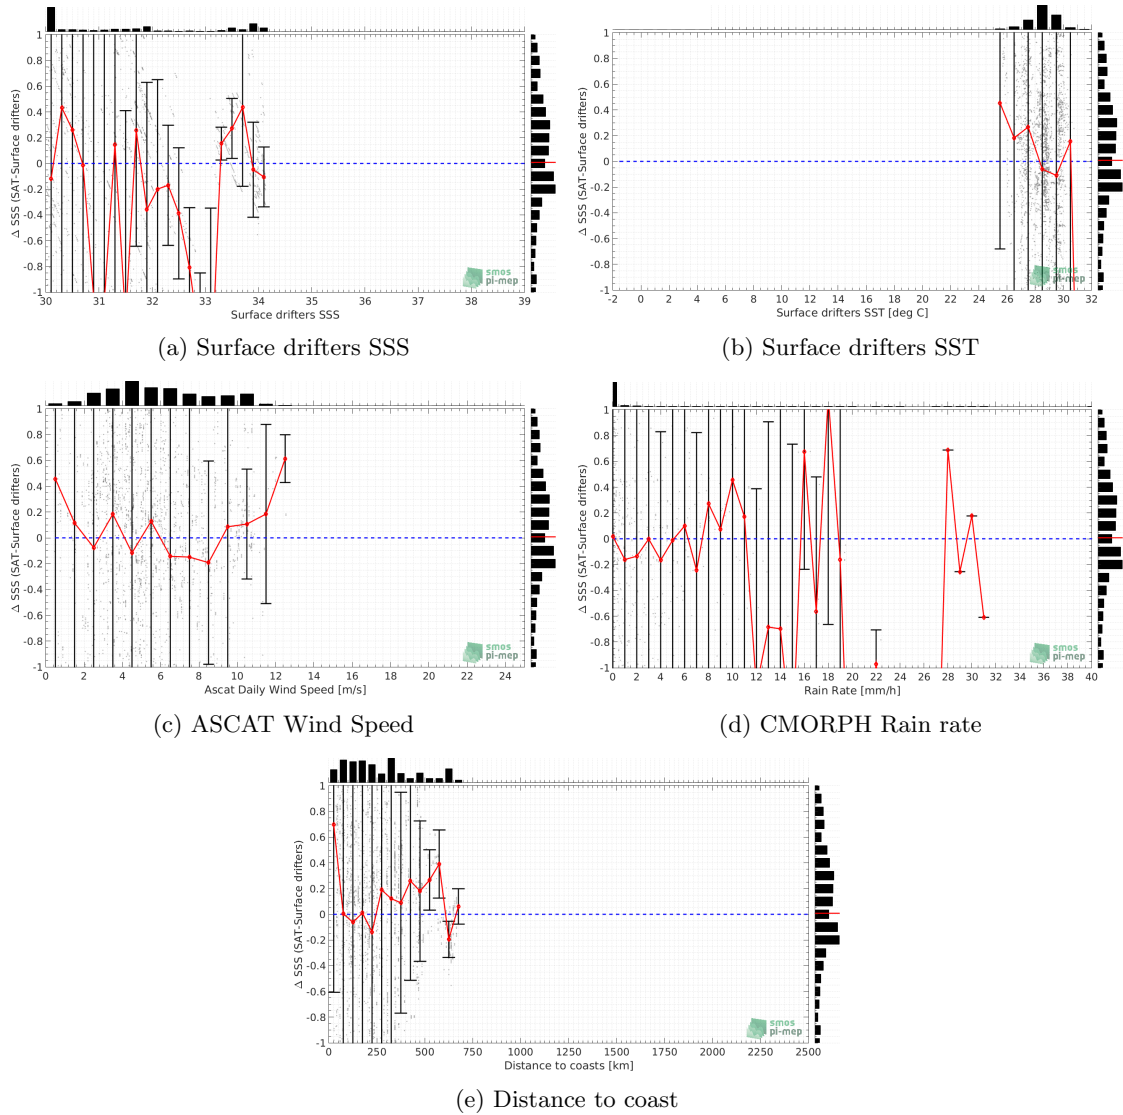 1
0.8
0.6
0.4
0.2
0
-0.2
-0.4
-0.6
-0.8
-1
Δ SSS (SAT-Surface drifters)
30 31 32 33 34 35 36 37 38 39
Surface drifters SSS
smos
pi-mep
(a) Surface drifters SSS
1
0.8
0.6
0.4
0.2
0
-0.2
-0.4
-0.6
-0.8
-1
Δ SSS (SAT-Surface drifters)
-2 0 2 4 6 8 10 12 14 16 18 20 22 24 26 28 30 32
Surface drifters SST [deg C]
smos
pi-mep
(b) Surface drifters SST
1
0.8
0.6
0.4
0.2
0
-0.2
-0.4
-0.6
-0.8
-1
Δ SSS (SAT-Surface drifters)
0 2 4 6 8 10 12 14 16 18 20 22 24
Ascat Daily Wind Speed [m/s]
smos
pi-mep
(c) ASCAT Wind Speed
1
0.8
0.6
0.4
0.2
0
-0.2
-0.4
-0.6
-0.8
-1
Δ SSS (SAT-Surface drifters)
0 2 4 6 8 10 12 14 16 18 20 22 24 26 28 30 32 34 36 38 40
Rain Rate [mm/h]
smos
pi-mep
(d) CMORPH Rain rate
1
0.8
0.6
0.4
0.2
0
-0.2
-0.4
-0.6
-0.8
-1
Δ SSS (SAT-Surface drifters)
0 250 500 750 1000 1250 1500 1750 2000 2250 2500
Distance to coasts [km]
smos
pi-mep
(e) Distance to coast